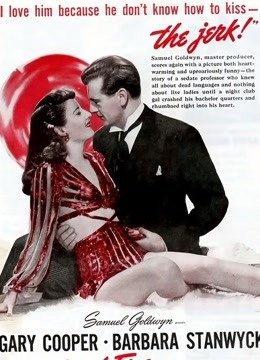 I love him because he don't know how to kiss—
the jerk!"
Samuel Goldwyn, master producer,
scores again with a picture both heart-
warming and uproariously funny—the
story of a sedate professor who knew
all about dead languages and nothing
about live ladies until a night club
gal crushed his bachelor quarters and
rhumbaed right into his heart.
Samuel Goldwyn
GARY COOPER · BARBARA STANWYCK